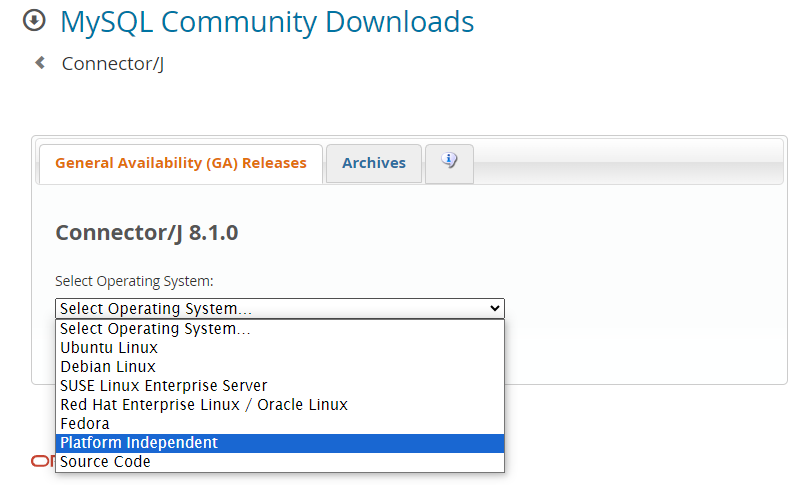 MySQL Community Downloads
Connector/J
General Availability (GA) Releases
Archives
Connector/J 8.1.0
Select Operating System:
Select Operating System...
Select Operating System...
Ubuntu Linux
Debian Linux
SUSE Linux Enterprise Server
Red Hat Enterprise Linux / Oracle Linux
Fedora
Platform Independent
Source Code